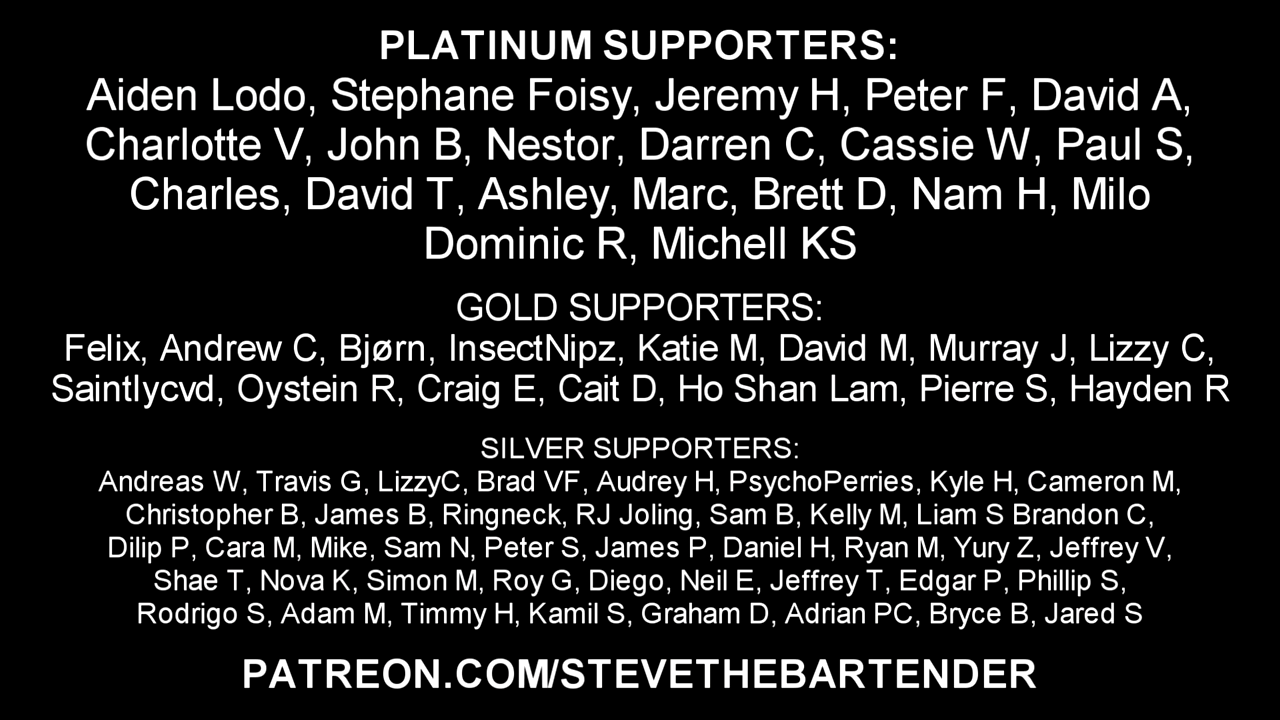 PLATINUM SUPPORTERS:
Aiden Lodo, Stephane Foisy, Jeremy H, Peter F, David A,
Charlotte V, John B, Nestor, Darren C, Cassie W, Paul S,
Charles, David T, Ashley, Marc, Brett D, Nam H, Milo
Dominic R, Michell KS
GOLD SUPPORTERS:
Felix, Andrew C, Bjørn, InsectNipz, Katie M, David M, Murray J, Lizzy C,
Saintlycvd, Oystein R, Craig E, Cait D, Ho Shan Lam, Pierre S, Hayden R
SILVER SUPPORTERS:
Andreas W, Travis G, LizzyC, Brad VF, Audrey H, PsychoPerries, Kyle H, Cameron M,
Christopher B, James B, Ringneck, RJ Joling, Sam B, Kelly M, Liam S Brandon C,
Dilip P, Cara M, Mike, Sam N, Peter S, James P, Daniel H, Ryan M, Yury Z, Jeffrey V,
Shae T, Nova K, Simon M, Roy G, Diego, Neil E, Jeffrey T, Edgar P, Phillip S,
Rodrigo S, Adam M, Timmy H, Kamil S, Graham D, Adrian PC, Bryce B, Jared S
PATREON.COM/STEVETHEBARTENDER